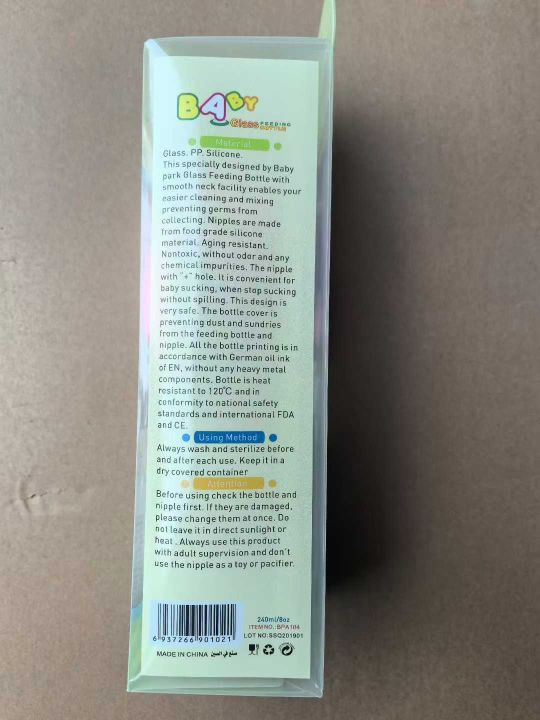 BABY
Glass FEEDING
BOTTLE
Material
Glass. PP. Silicone.
This specially designed by Baby
park Glass Feeding Bottle with
smooth neck facility enables your
easier cleaning and mixing
preventing germs from
collecting. Nipples are made
from food grade silicone
material. Aging resistant.
Nontoxic, without odor and any
chemical impurities. The nipple
with "+" hole. It is convenient for
baby sucking, when stop sucking
without spilling. This design is
very safe. The bottle cover is
preventing dust and sundries
from the feeding bottle and
nipple. All the bottle printing is in
accordance with German oil ink
of EN, without any heavy metal
components. Bottle is heat
resistant to 120℃ and in
conformity to national safety
standards and international FDA
and CE.
Using Method
Always wash and sterilize before
and after each use. Keep it in a
dry covered container
Attention
Before using check the bottle and
nipple first. If they are damaged,
please change them at once. Do
not leave it in direct sunlight or
heat . Always use this product
with adult supervision and don't
use the nipple as a toy or pacifier.
240ml/8oz
ITEM NO.: BPA104
LOT NO:SSQ201901
6 937266 901021
MADE IN CHINA صنع في الصين